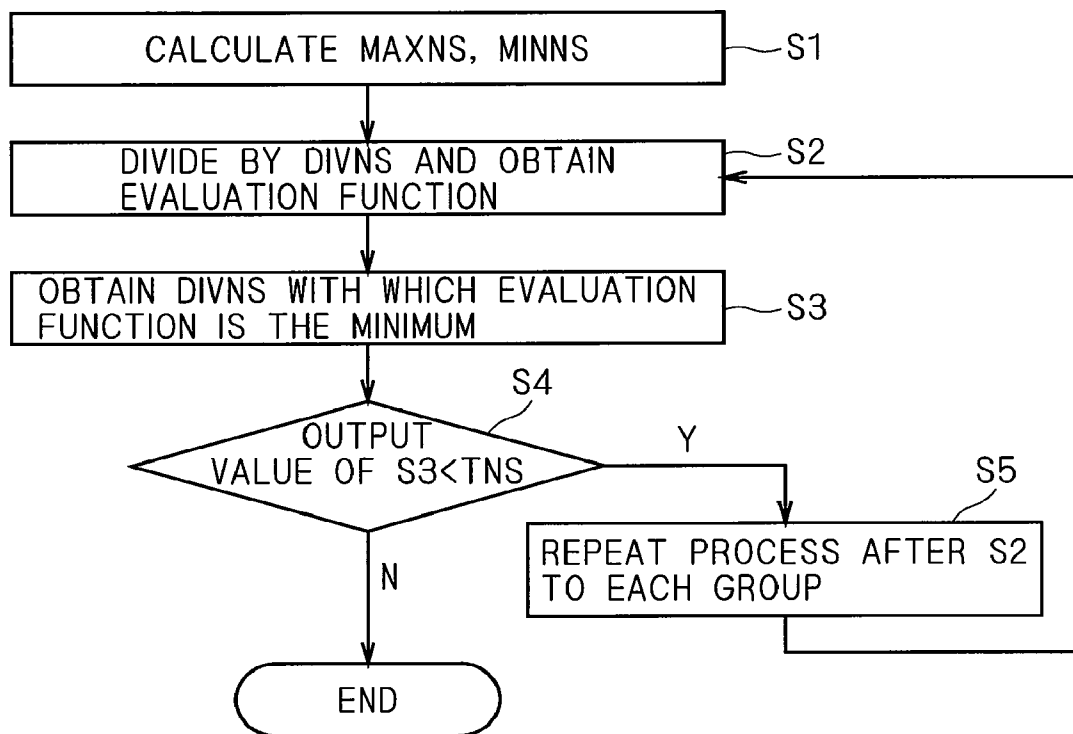 CALCULATE MAXNS, MINNS
S1
DIVIDE BY DIVNS AND OBTAIN
EVALUATION FUNCTION
S2
OBTAIN DIVNS WITH WHICH EVALUATION
FUNCTION IS THE MINIMUM
S3
S4
OUTPUT
VALUE OF S3<TNS
Y
S5
REPEAT PROCESS AFTER S2
TO EACH GROUP
N
END